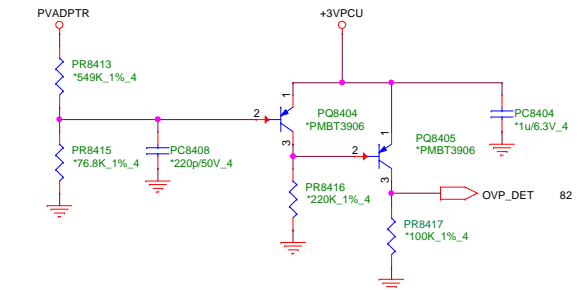 PVADPTR
+3VPCU
PR8413
*549K_1%_4
1
1
2
PQ8404
*PMBT3906
PC8404
*1u/6.3V_4
PR8415
*76.8K_1%_4
PC8408
*220p/50V_4
3
2
PQ8405
*PMBT3906
3
PR8416
*220K_1%_4
OVP_DET 82
PR8417
*100K_1%_4